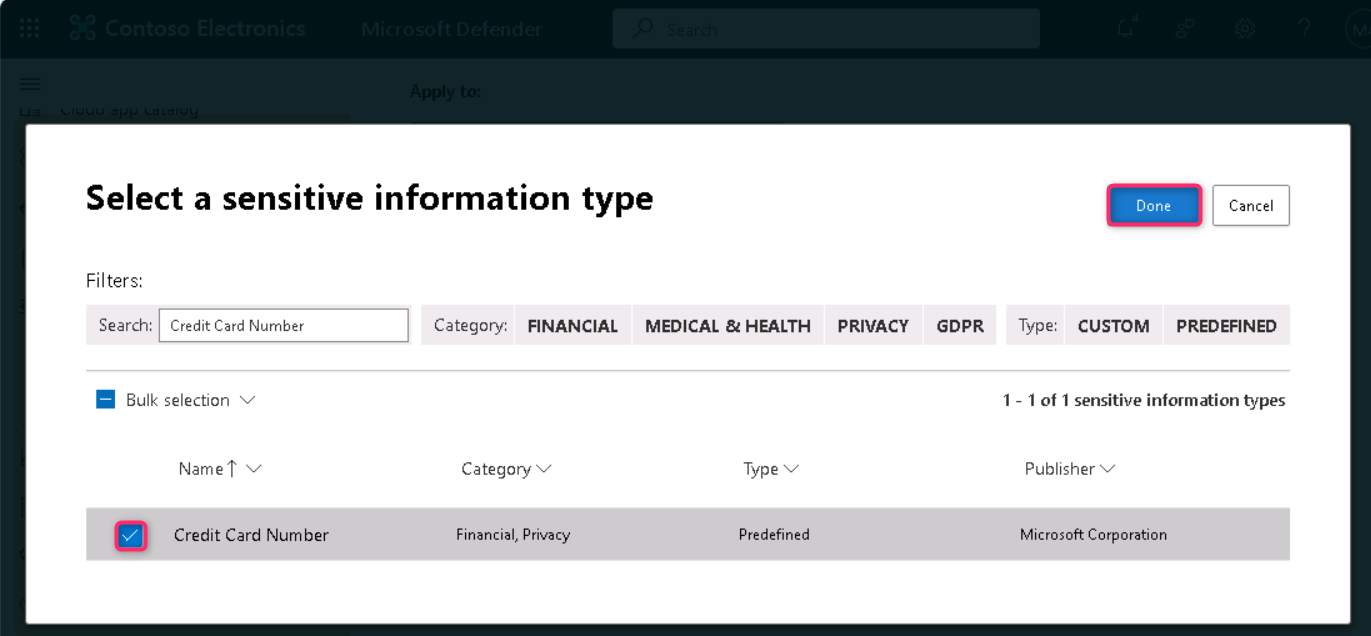 Contoso Electronics Microsoft Defender Search 4
Apply to:
Cloud app catalog
Select a sensitive information type
Done Cancel
Filters:
Search: Credit Card Number Category: FINANCIAL MEDICAL & HEALTH PRIVACY GDPR Type: CUSTOM PREDEFINED
Bulk selection 1 - 1 of 1 sensitive information types
Name↑ Category Type Publisher
Credit Card Number Financial, Privacy Predefined Microsoft Corporation